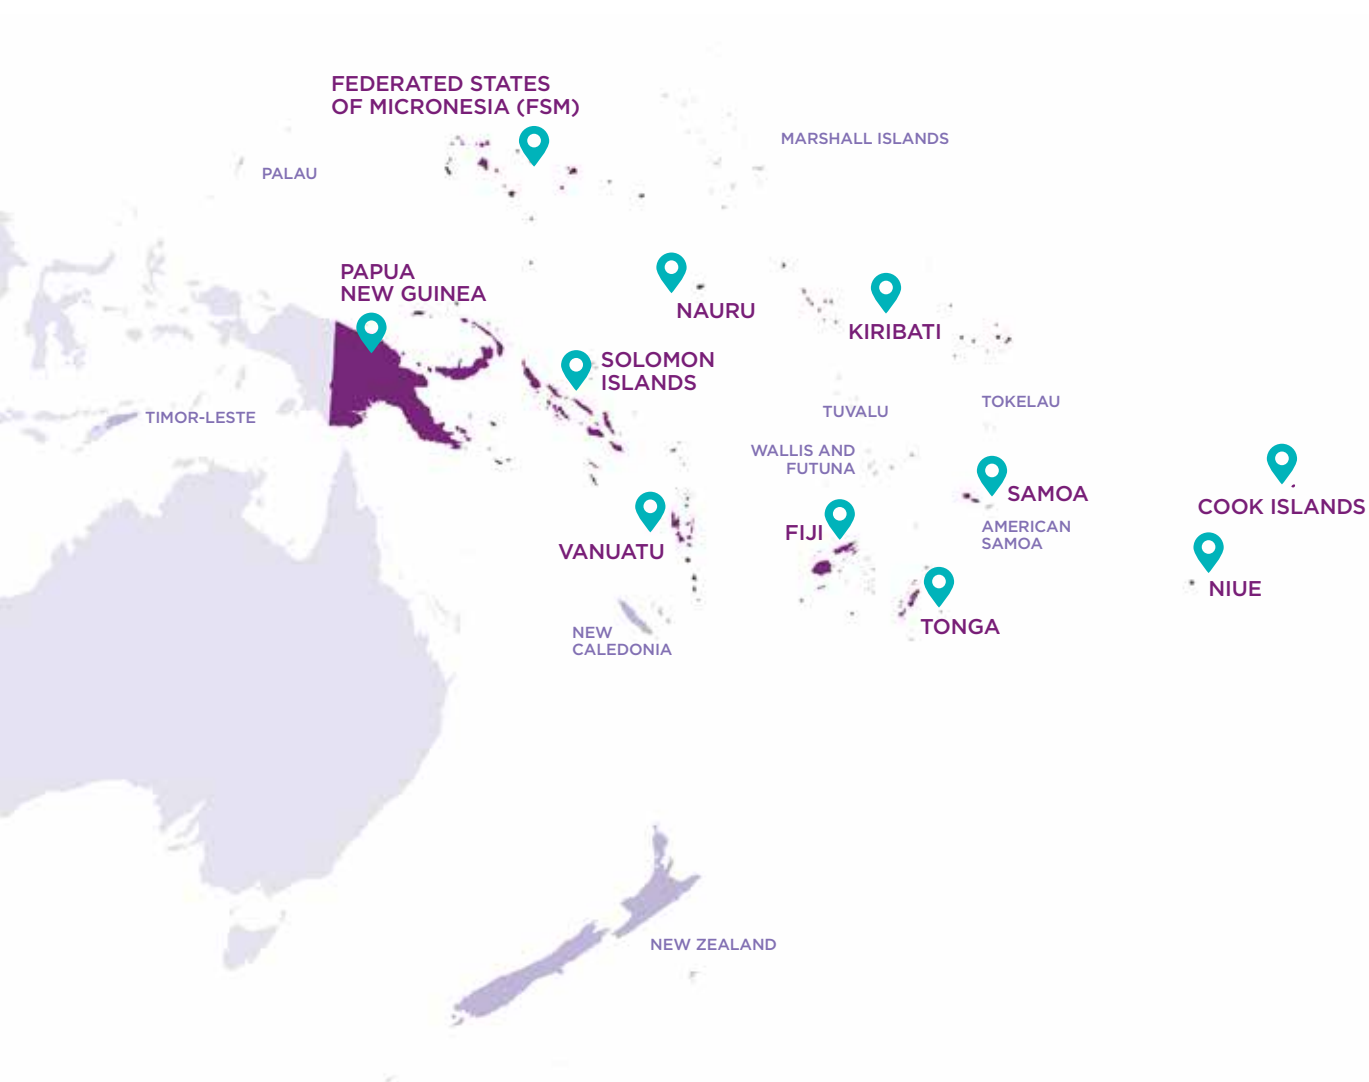 FEDERATED STATES
OF MICRONESIA (FSM)
MARSHALL ISLANDS
PALAU
PAPUA
NEW GUINEA
NAURU
KIRIBATI
SOLOMON
ISLANDS
TIMOR-LESTE
TUVALU
TOKELAU
WALLIS AND
FUTUNA
SAMOA
COOK ISLANDS
AMERICAN
SAMOA
FIJI
VANUATU
NIUE
TONGA
NEW
CALEDONIA
NEW ZEALAND